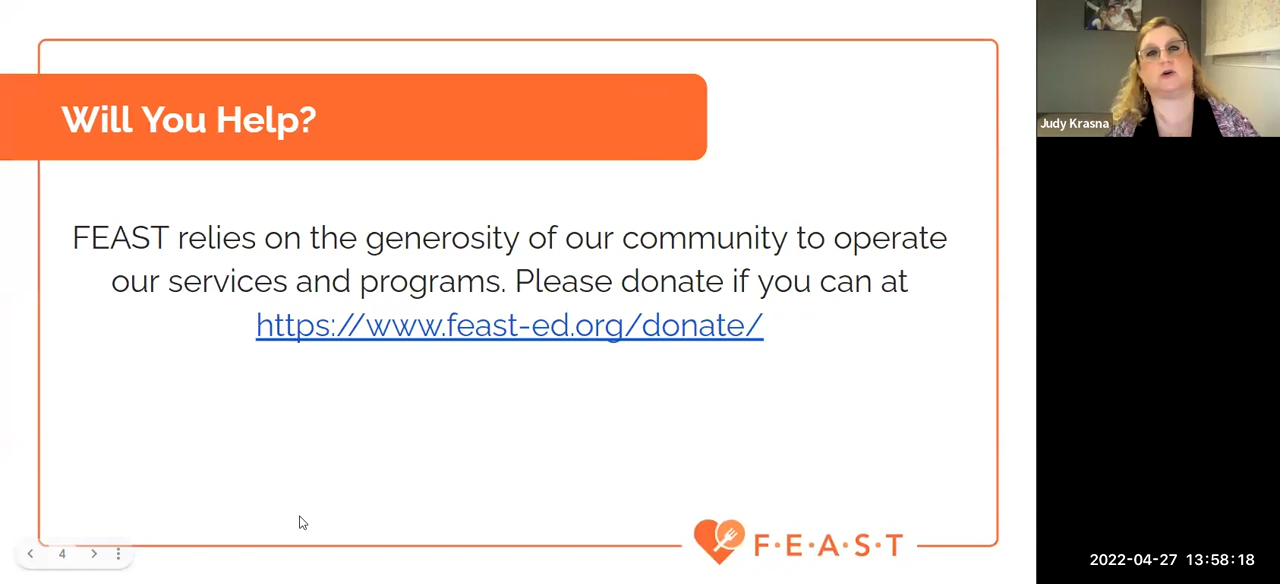 Will You Help?
FEAST relies on the generosity of our community to operate
our services and programs. Please donate if you can at
https://www.feast-ed.org/donate/
F·E·A·S·T
4
Judy Krasna
2022-04-27 13:58:18